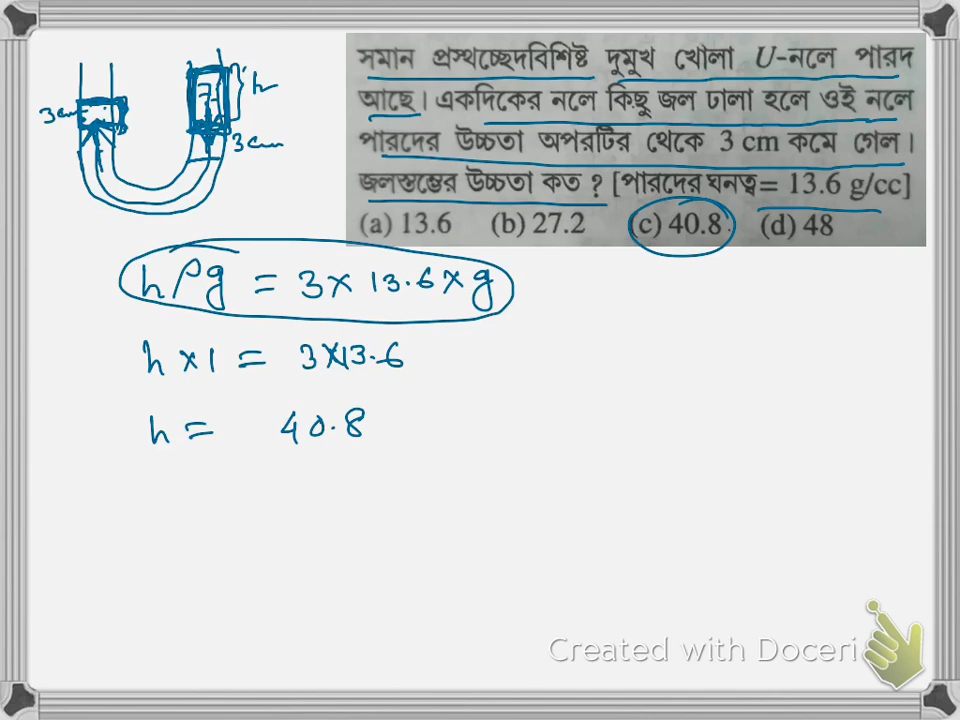 সমান প্রস্থচ্ছেদবিশিষ্ট দুমুখ খোলা U-নলে পারদ
আছে। একদিকের নলে কিছু জল ঢালা হলে ওই নলে
পারদের উচ্চতা অপরটির থেকে 3 cm কমে গেল।
জলস্তম্ভের উচ্চতা কত ? [পারদের ঘনত্ব= 13.6 g/cc]
(a) 13.6 (b) 27.2 (c) 40.8 (d) 48
3cm
h
3cm
hρg = 3 × 13.6 × g
h × 1 = 3×13.6
h = 40.8
Created with Doceri